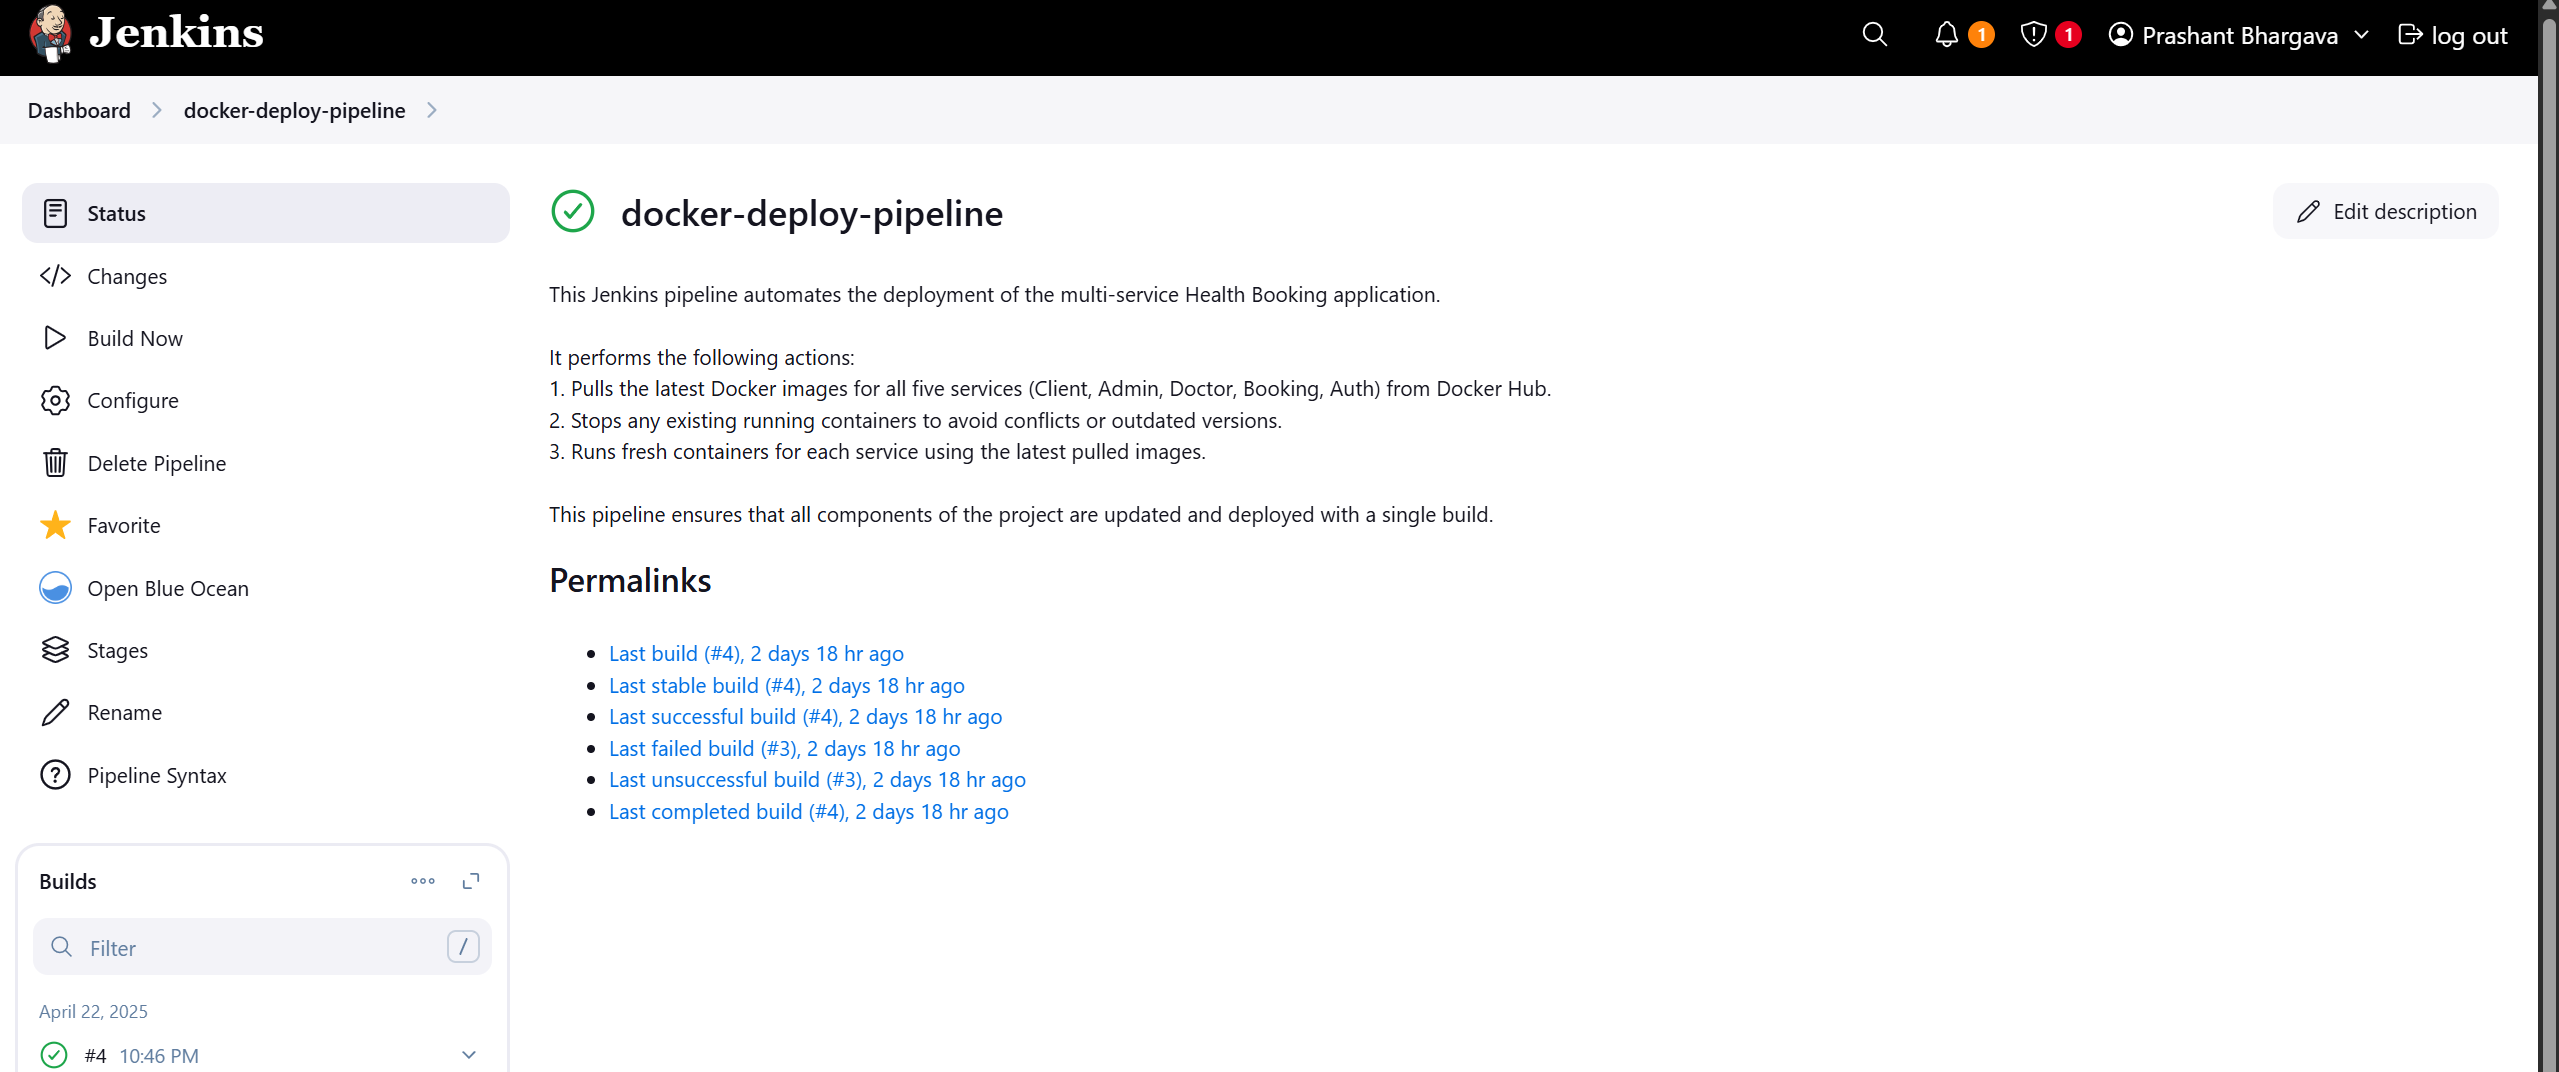 Jenkins
1
1
Prashant Bhargava
log out
Dashboard
docker-deploy-pipeline
Status
Changes
Build Now
Configure
Delete Pipeline
Favorite
Open Blue Ocean
Stages
Rename
Pipeline Syntax
Builds
Filter
/
April 22, 2025
#4 10:46 PM
docker-deploy-pipeline
Edit description
This Jenkins pipeline automates the deployment of the multi-service Health Booking application.
It performs the following actions:
1. Pulls the latest Docker images for all five services (Client, Admin, Doctor, Booking, Auth) from Docker Hub.
2. Stops any existing running containers to avoid conflicts or outdated versions.
3. Runs fresh containers for each service using the latest pulled images.
This pipeline ensures that all components of the project are updated and deployed with a single build.
Permalinks
Last build (#4), 2 days 18 hr ago
Last stable build (#4), 2 days 18 hr ago
Last successful build (#4), 2 days 18 hr ago
Last failed build (#3), 2 days 18 hr ago
Last unsuccessful build (#3), 2 days 18 hr ago
Last completed build (#4), 2 days 18 hr ago